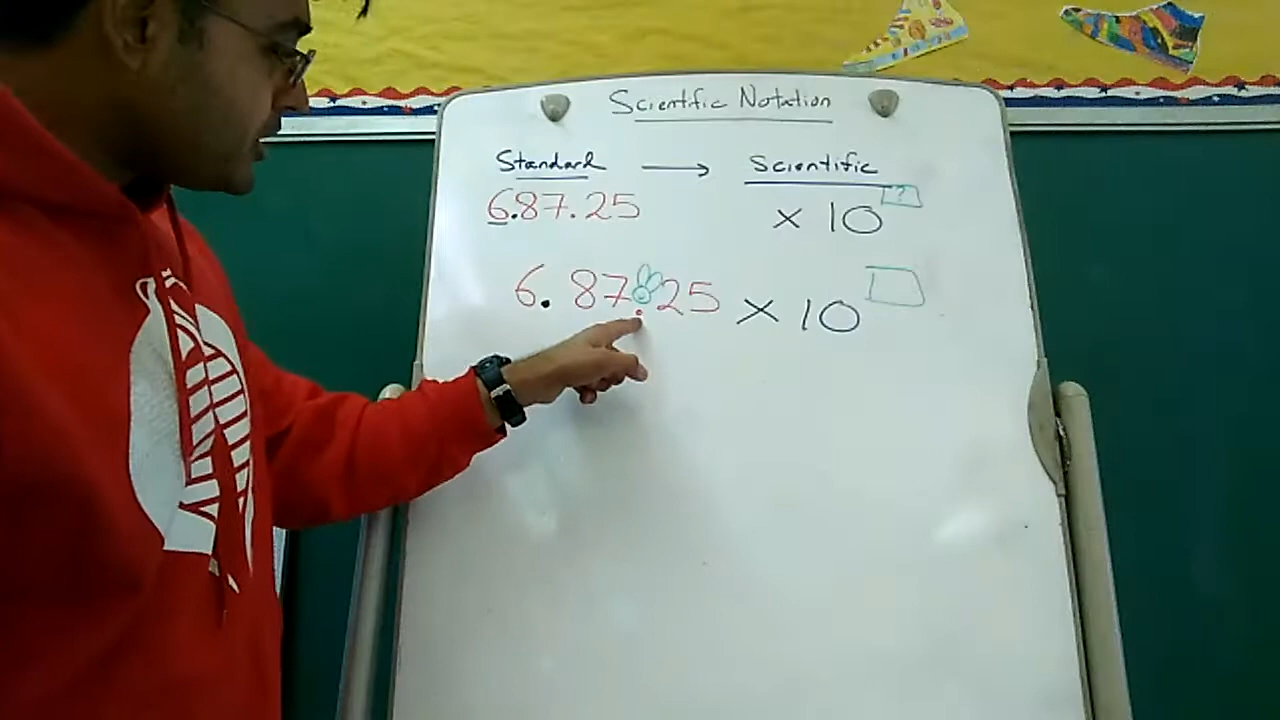 Scientific Notation
Standard → Scientific
6.87.25 × 10 ?
6. 87.25 × 10